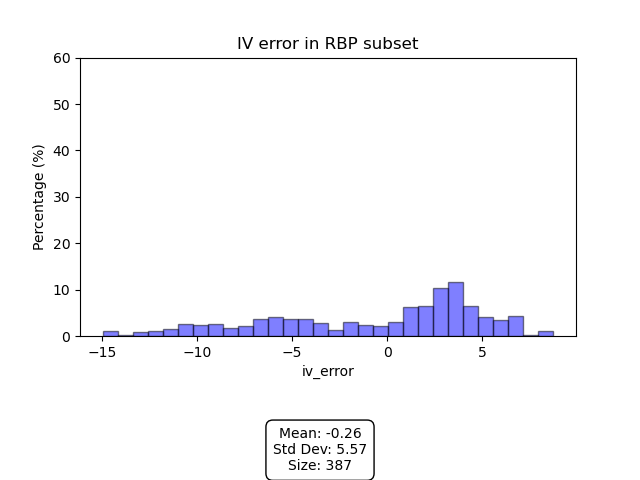 IV error in RBP subset
60
50
40
30
20
10
0
Percentage (%)
−15
−10
−5
0
5
iv_error
Mean: -0.26
Std Dev: 5.57
Size: 387